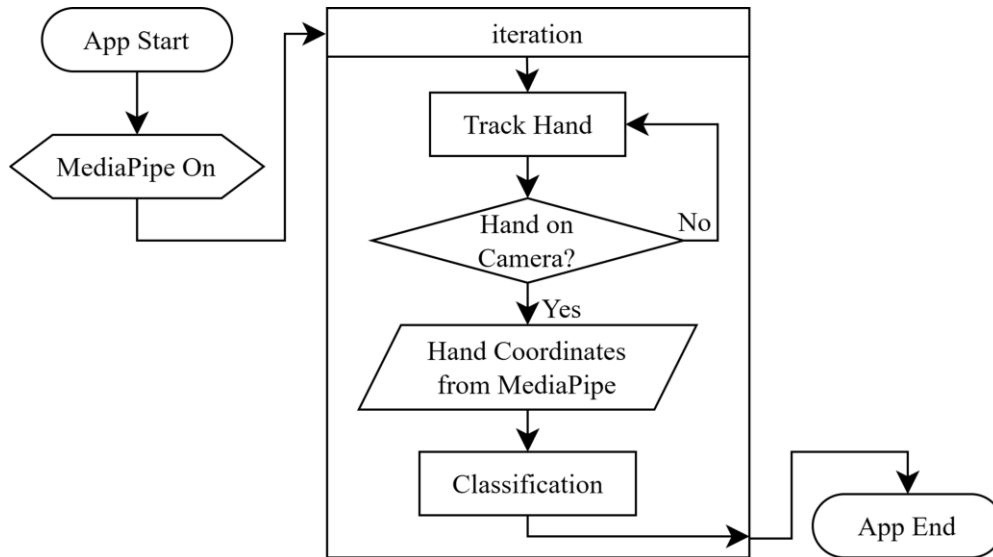 App Start
MediaPipe On
iteration
Track Hand
Hand on
Camera?
No
Yes
Hand Coordinates
from MediaPipe
Classification
App End